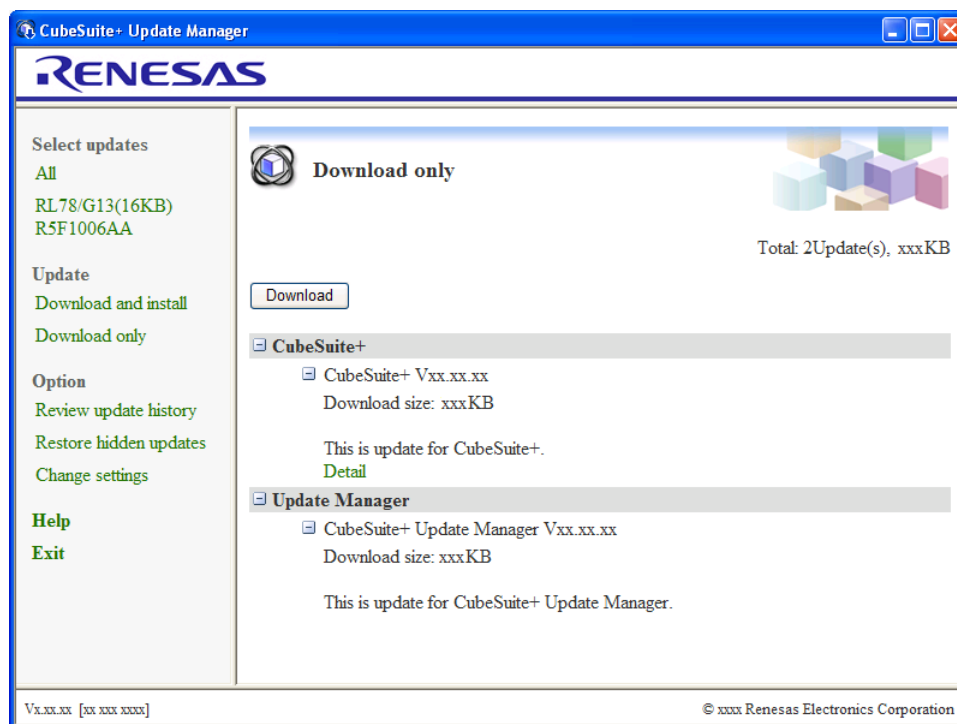 CubeSuite+ Update Manager
RENESAS
Select updates
All
RL78/G13(16KB)
R5F1006AA
Update
Download and install
Download only
Option
Review update history
Restore hidden updates
Change settings
Help
Exit
Download only
Total: 2Update(s), xxxKB
Download
CubeSuite+
CubeSuite+ Vxx.xx.xx
Download size: xxxKB
This is update for CubeSuite+.
Detail
Update Manager
CubeSuite+ Update Manager Vxx.xx.xx
Download size: xxxKB
This is update for CubeSuite+ Update Manager.
Vx.xx.xx [xx xxx xxxx]
© xxxx Renesas Electronics Corporation